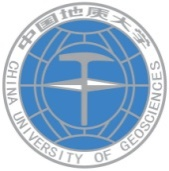 中国地质大学
CHINA UNIVERSITY OF GEOSCIENCES